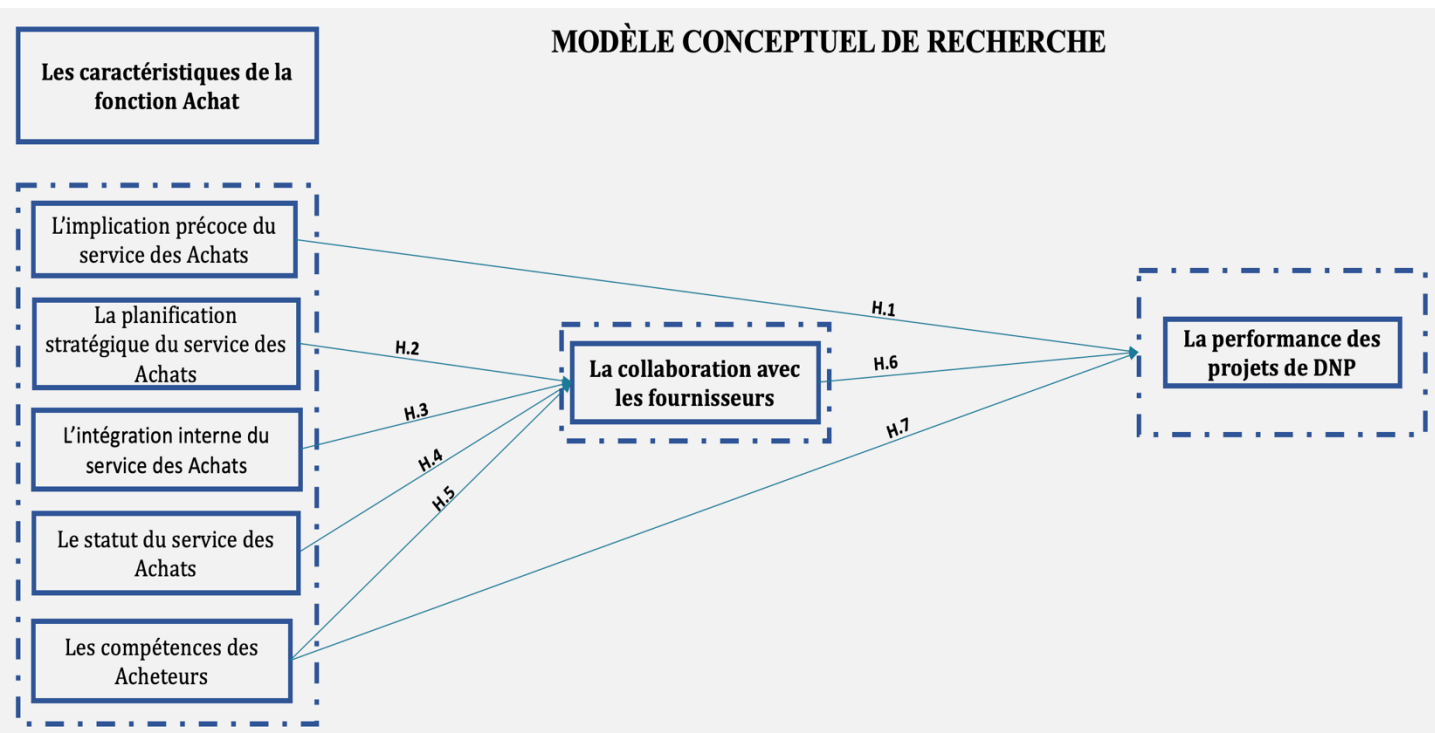 MODÈLE CONCEPTUEL DE RECHERCHE
Les caractéristiques de la
fonction Achat
L’implication précoce du
service des Achats
La planification
stratégique du service des
Achats
L’intégration interne du
service des Achats
Le statut du service des
Achats
Les compétences des
Acheteurs
H.1
H.2
H.3
H.4
H.5
La collaboration avec
les fournisseurs
H.6
H.7
La performance des
projets de DNP